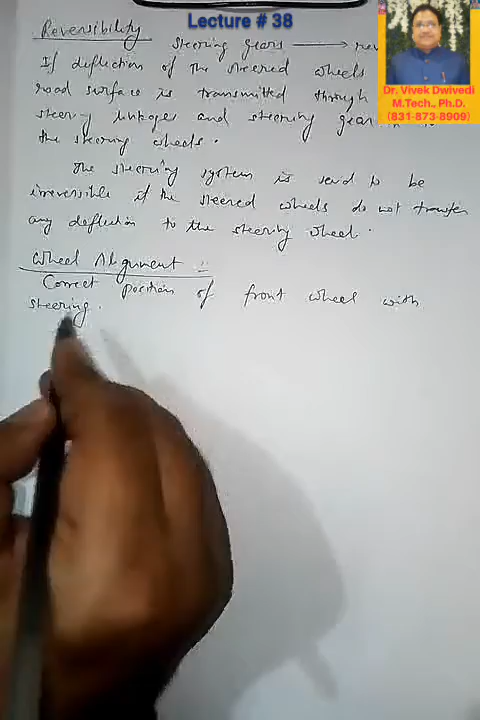 Lecture # 38
Reversibility Steering gears → rev
If deflection of the steered wheels
road surface is transmitted through
steering linkages and steering gear
the steering wheels.
The steering system is said to be
irreversible if the steered wheels do not transfer
any deflection to the steering wheel.
Wheel Alignment :-
Correct position of front wheel with
steering.
Dr. Vivek Dwivedi
M.Tech., Ph.D.
(831-873-8909)